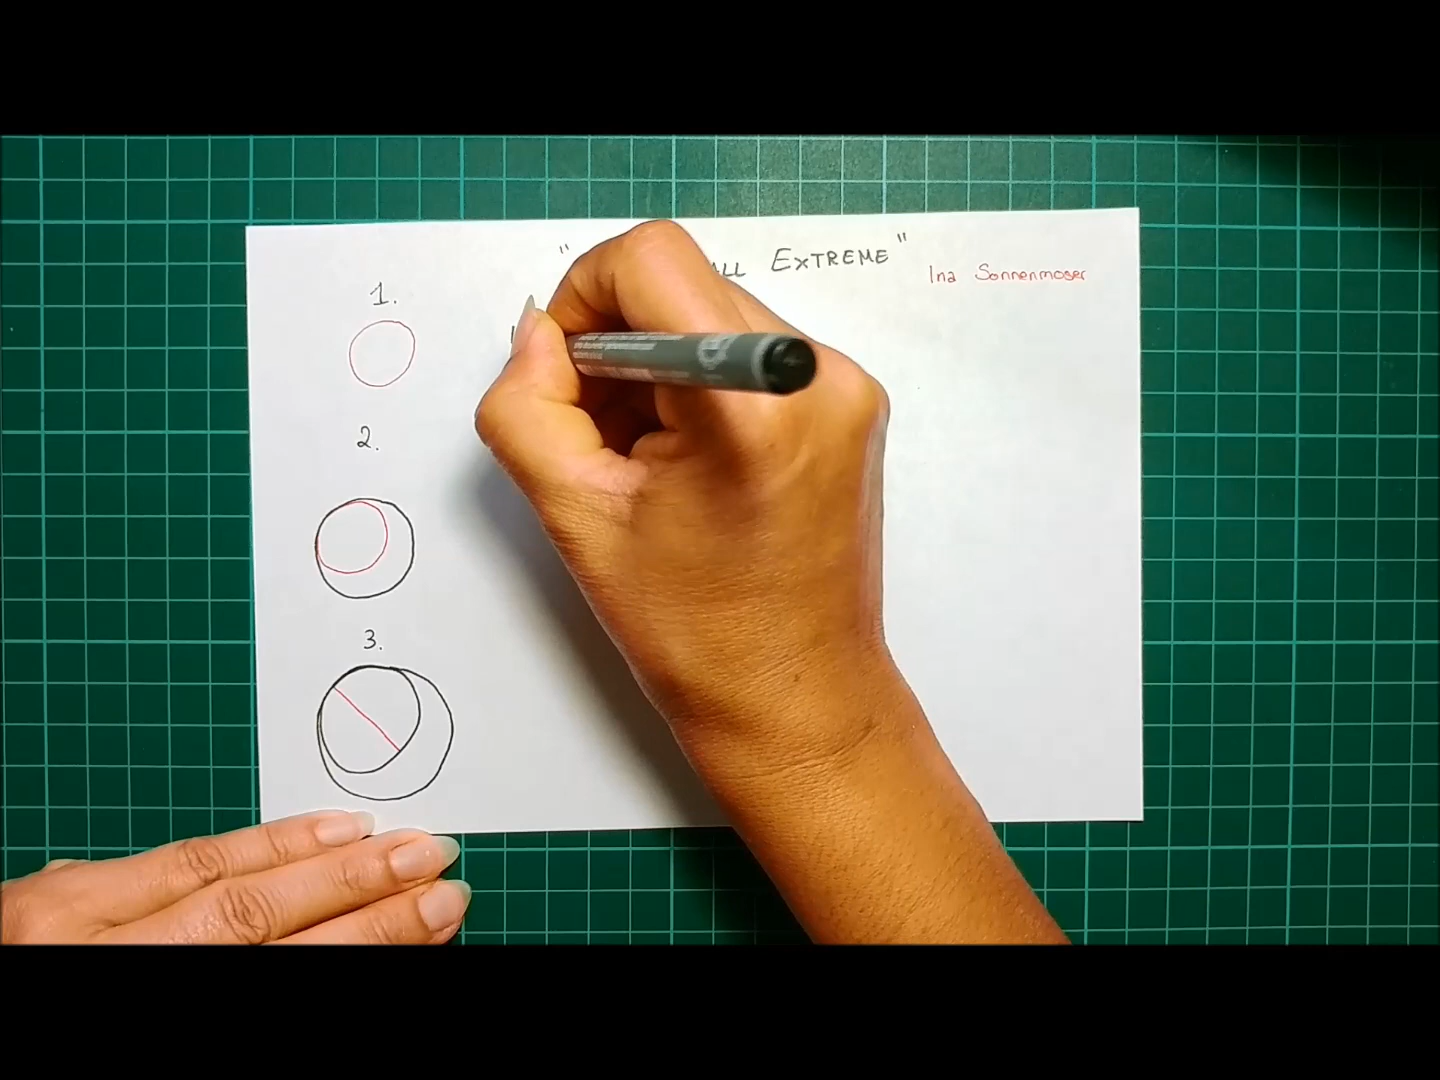 " ALL EXTREME"
Ina Sonnenmoser
1.
2.
3.